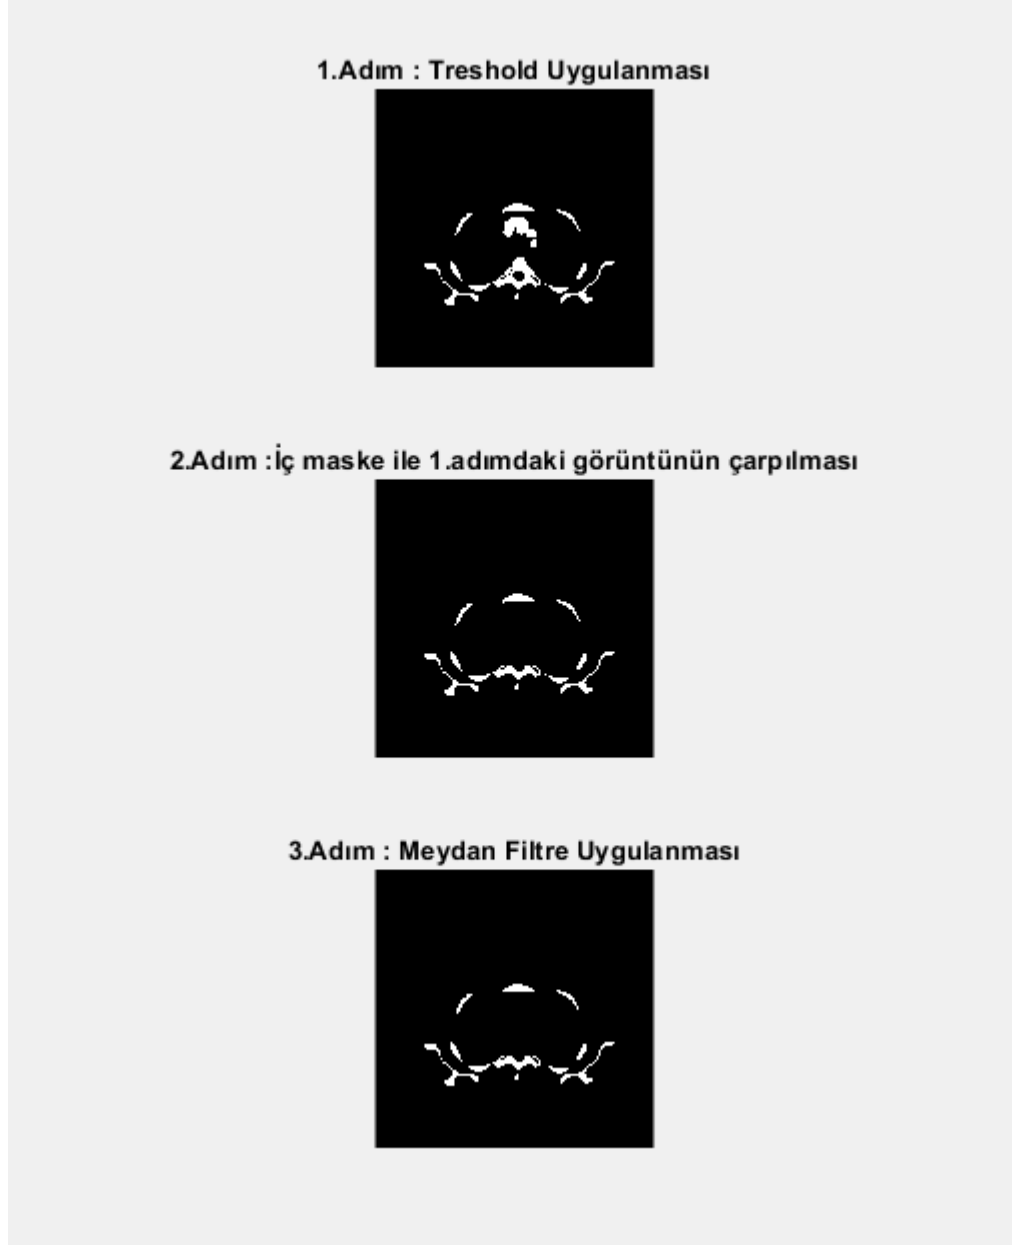 1.Adım : Treshold Uygulanması
2.Adım :İç maske ile 1.adımdaki görüntünün çarpılması
3.Adım : Meydan Filtre Uygulanması